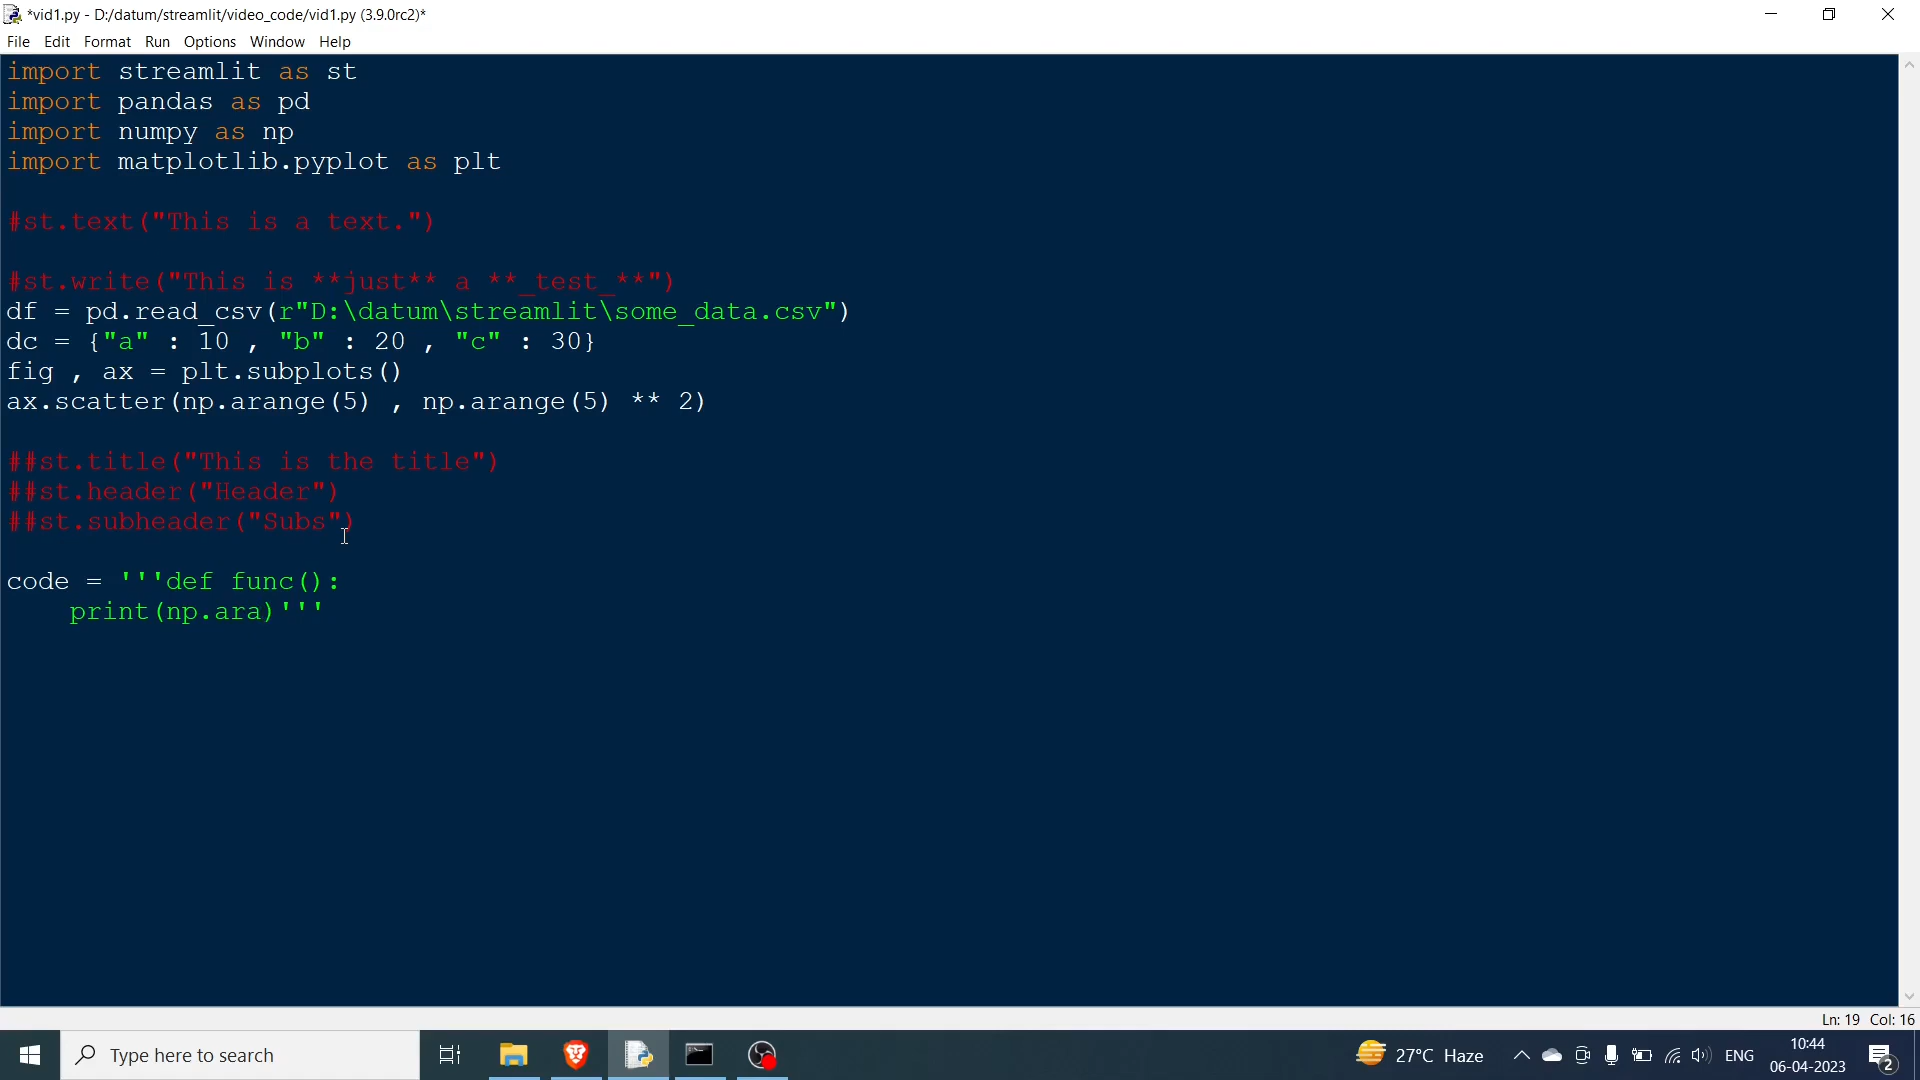 *vid1.py - D:/datum/streamlit/video_code/vid1.py (3.9.0rc2)*
File Edit Format Run Options Window Help
import streamlit as st
import pandas as pd
import numpy as np
import matplotlib.pyplot as plt
#st.text("This is a text.")
#st.write("This is **just** a **_test_**")
df = pd.read_csv(r"D:\datum\streamlit\some_data.csv")
dc = {"a" : 10 , "b" : 20 , "c" : 30}
fig , ax = plt.subplots()
ax.scatter(np.arange(5) , np.arange(5) ** 2)
##st.title("This is the title")
##st.header("Header")
##st.subheader("Subs")
code = '''def func():
    print(np.ara)'''
Ln: 19 Col: 16
Type here to search
27°C Haze
ENG
10:44
06-04-2023
2